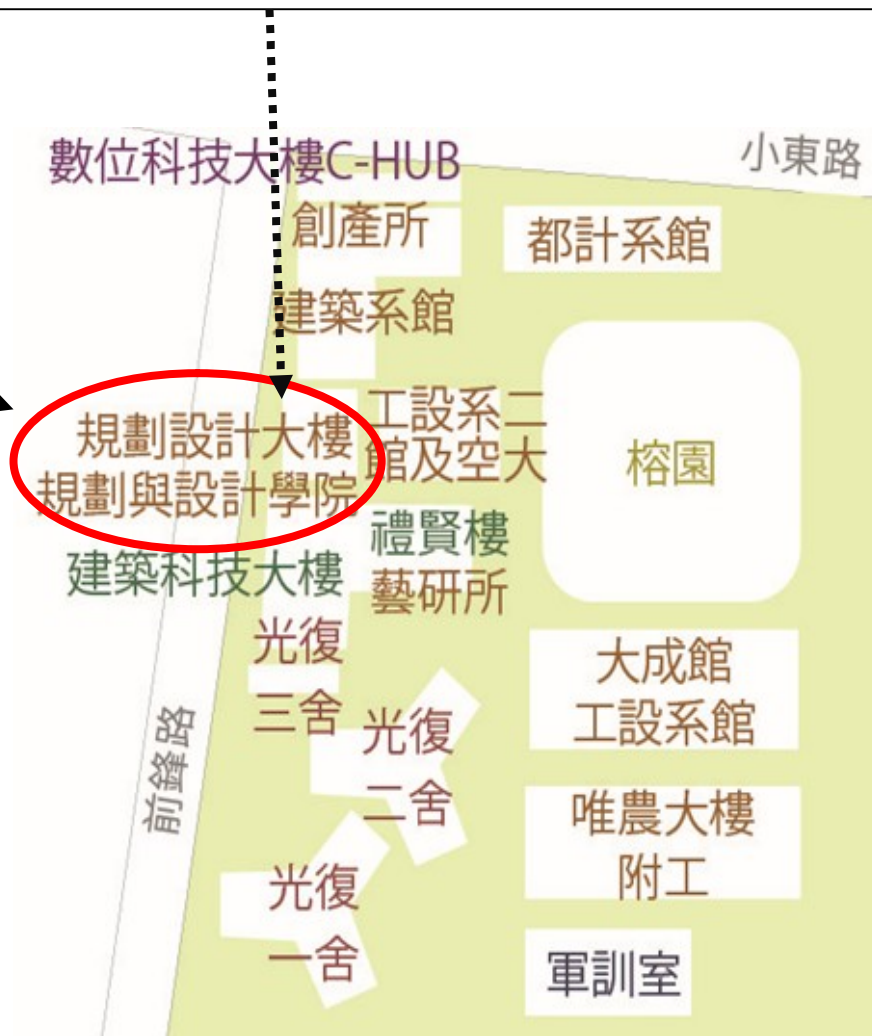 數位科技大樓C-HUB
小東路
創產所
都計系館
建築系館
工設系二
館及空大
規劃設計大樓
規劃與設計學院
榕園
禮賢樓
藝研所
建築科技大樓
光復
三舍
大成館
工設系館
光復
二舍
前鋒路
唯農大樓
附工
光復
一舍
軍訓室